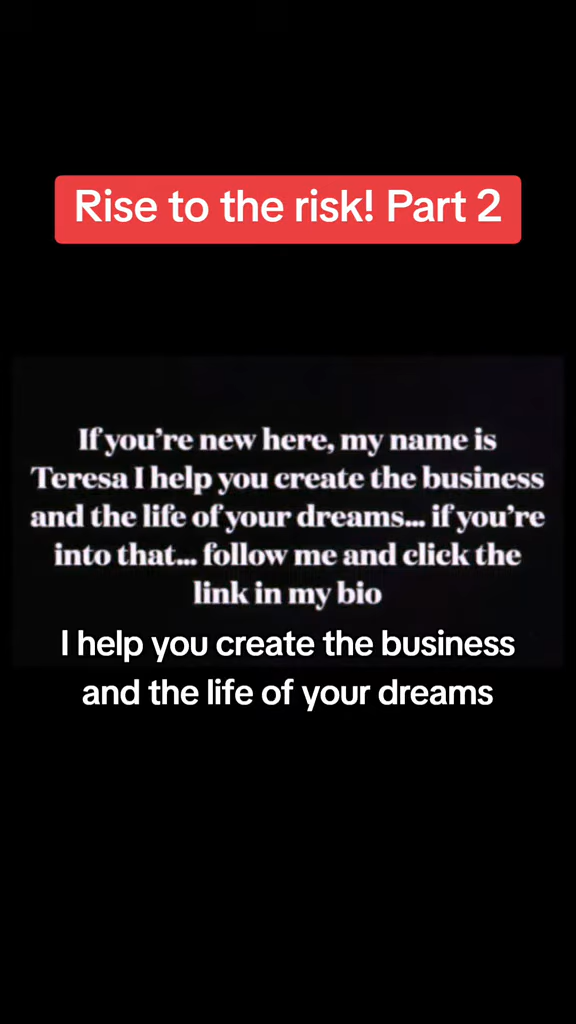 Rise to the risk! Part 2
If you're new here, my name is
Teresa I help you create the business
and the life of your dreams... if you're
into that... follow me and click the
link in my bio
I help you create the business
and the life of your dreams